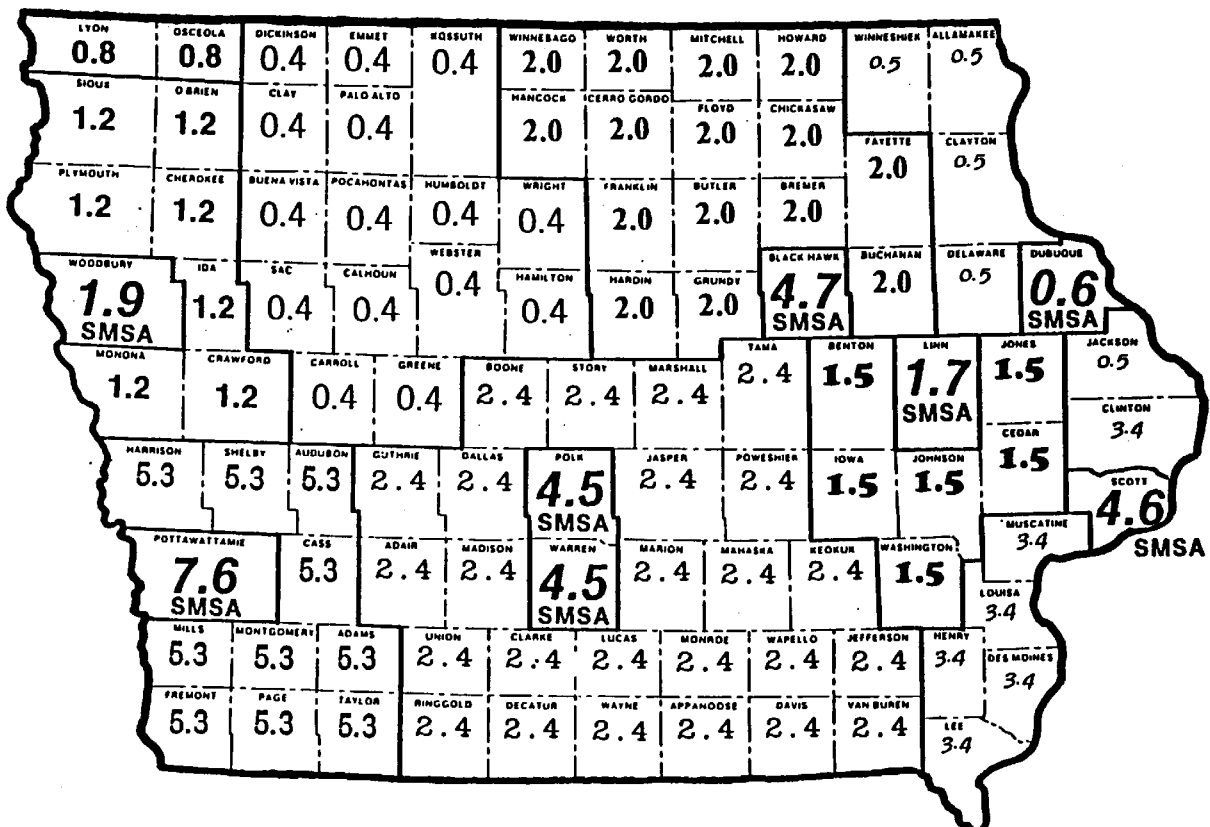 LYON OSCEOLA DICKINSON EMMET KOSSUTH WINNEBAGO WORTH MITCHELL HOWARD WINNESHIEK ALLAMAKEE
0.8 0.8 0.4 0.4 0.4 2.0 2.0 2.0 2.0 0.5 0.5
SIOUX O BRIEN CLAY PALO ALTO HANCOCK CERRO GORDO FLOYD CHICKASAW
1.2 1.2 0.4 0.4 2.0 2.0 2.0 2.0
FAYETTE CLAYTON
2.0 0.5
PLYMOUTH CHEROKEE BUENA VISTA POCAHONTAS HUMBOLDT WRIGHT FRANKLIN BUTLER BREMER
1.2 1.2 0.4 0.4 0.4 0.4 2.0 2.0 2.0
WOODBURY IDA SAC CALHOUN WEBSTER HAMILTON HARDIN GRUNDY BLACK HAWK BUCHANAN DELAWARE DUBUQUE
1.9 1.2 0.4 0.4 0.4 0.4 2.0 2.0 4.7 2.0 0.5 0.6
SMSA SMSA SMSA
MONONA CRAWFORD CARROLL GREENE BOONE STORY MARSHALL TAMA BENTON LINN JONES JACKSON
1.2 1.2 0.4 0.4 2.4 2.4 2.4 2.4 1.5 1.7 1.5 0.5
SMSA
CLINTON
3.4
HARRISON SHELBY AUDUBON GUTHRIE DALLAS POLK JASPER POWESHIEK IOWA JOHNSON CEDAR SCOTT
5.3 5.3 5.3 2.4 2.4 4.5 2.4 2.4 1.5 1.5 1.5 4.6
SMSA SMSA
POTTAWATTAMIE CASS ADAIR MADISON WARREN MARION MAHASKA KEOKUK WASHINGTON MUSCATINE
7.6 5.3 2.4 2.4 4.5 2.4 2.4 2.4 1.5 3.4
SMSA SMSA
LOUISA
3.4
MILLS MONTGOMERY ADAMS UNION CLARKE LUCAS MONROE WAPELLO JEFFERSON HENRY DES MOINES
5.3 5.3 5.3 2.4 2.4 2.4 2.4 2.4 2.4 3.4 3.4
FREMONT PAGE TAYLOR RINGGOLD DECATUR WAYNE APPANOOSE DAVIS VAN BUREN LEE
5.3 5.3 5.3 2.4 2.4 2.4 2.4 2.4 2.4 3.4